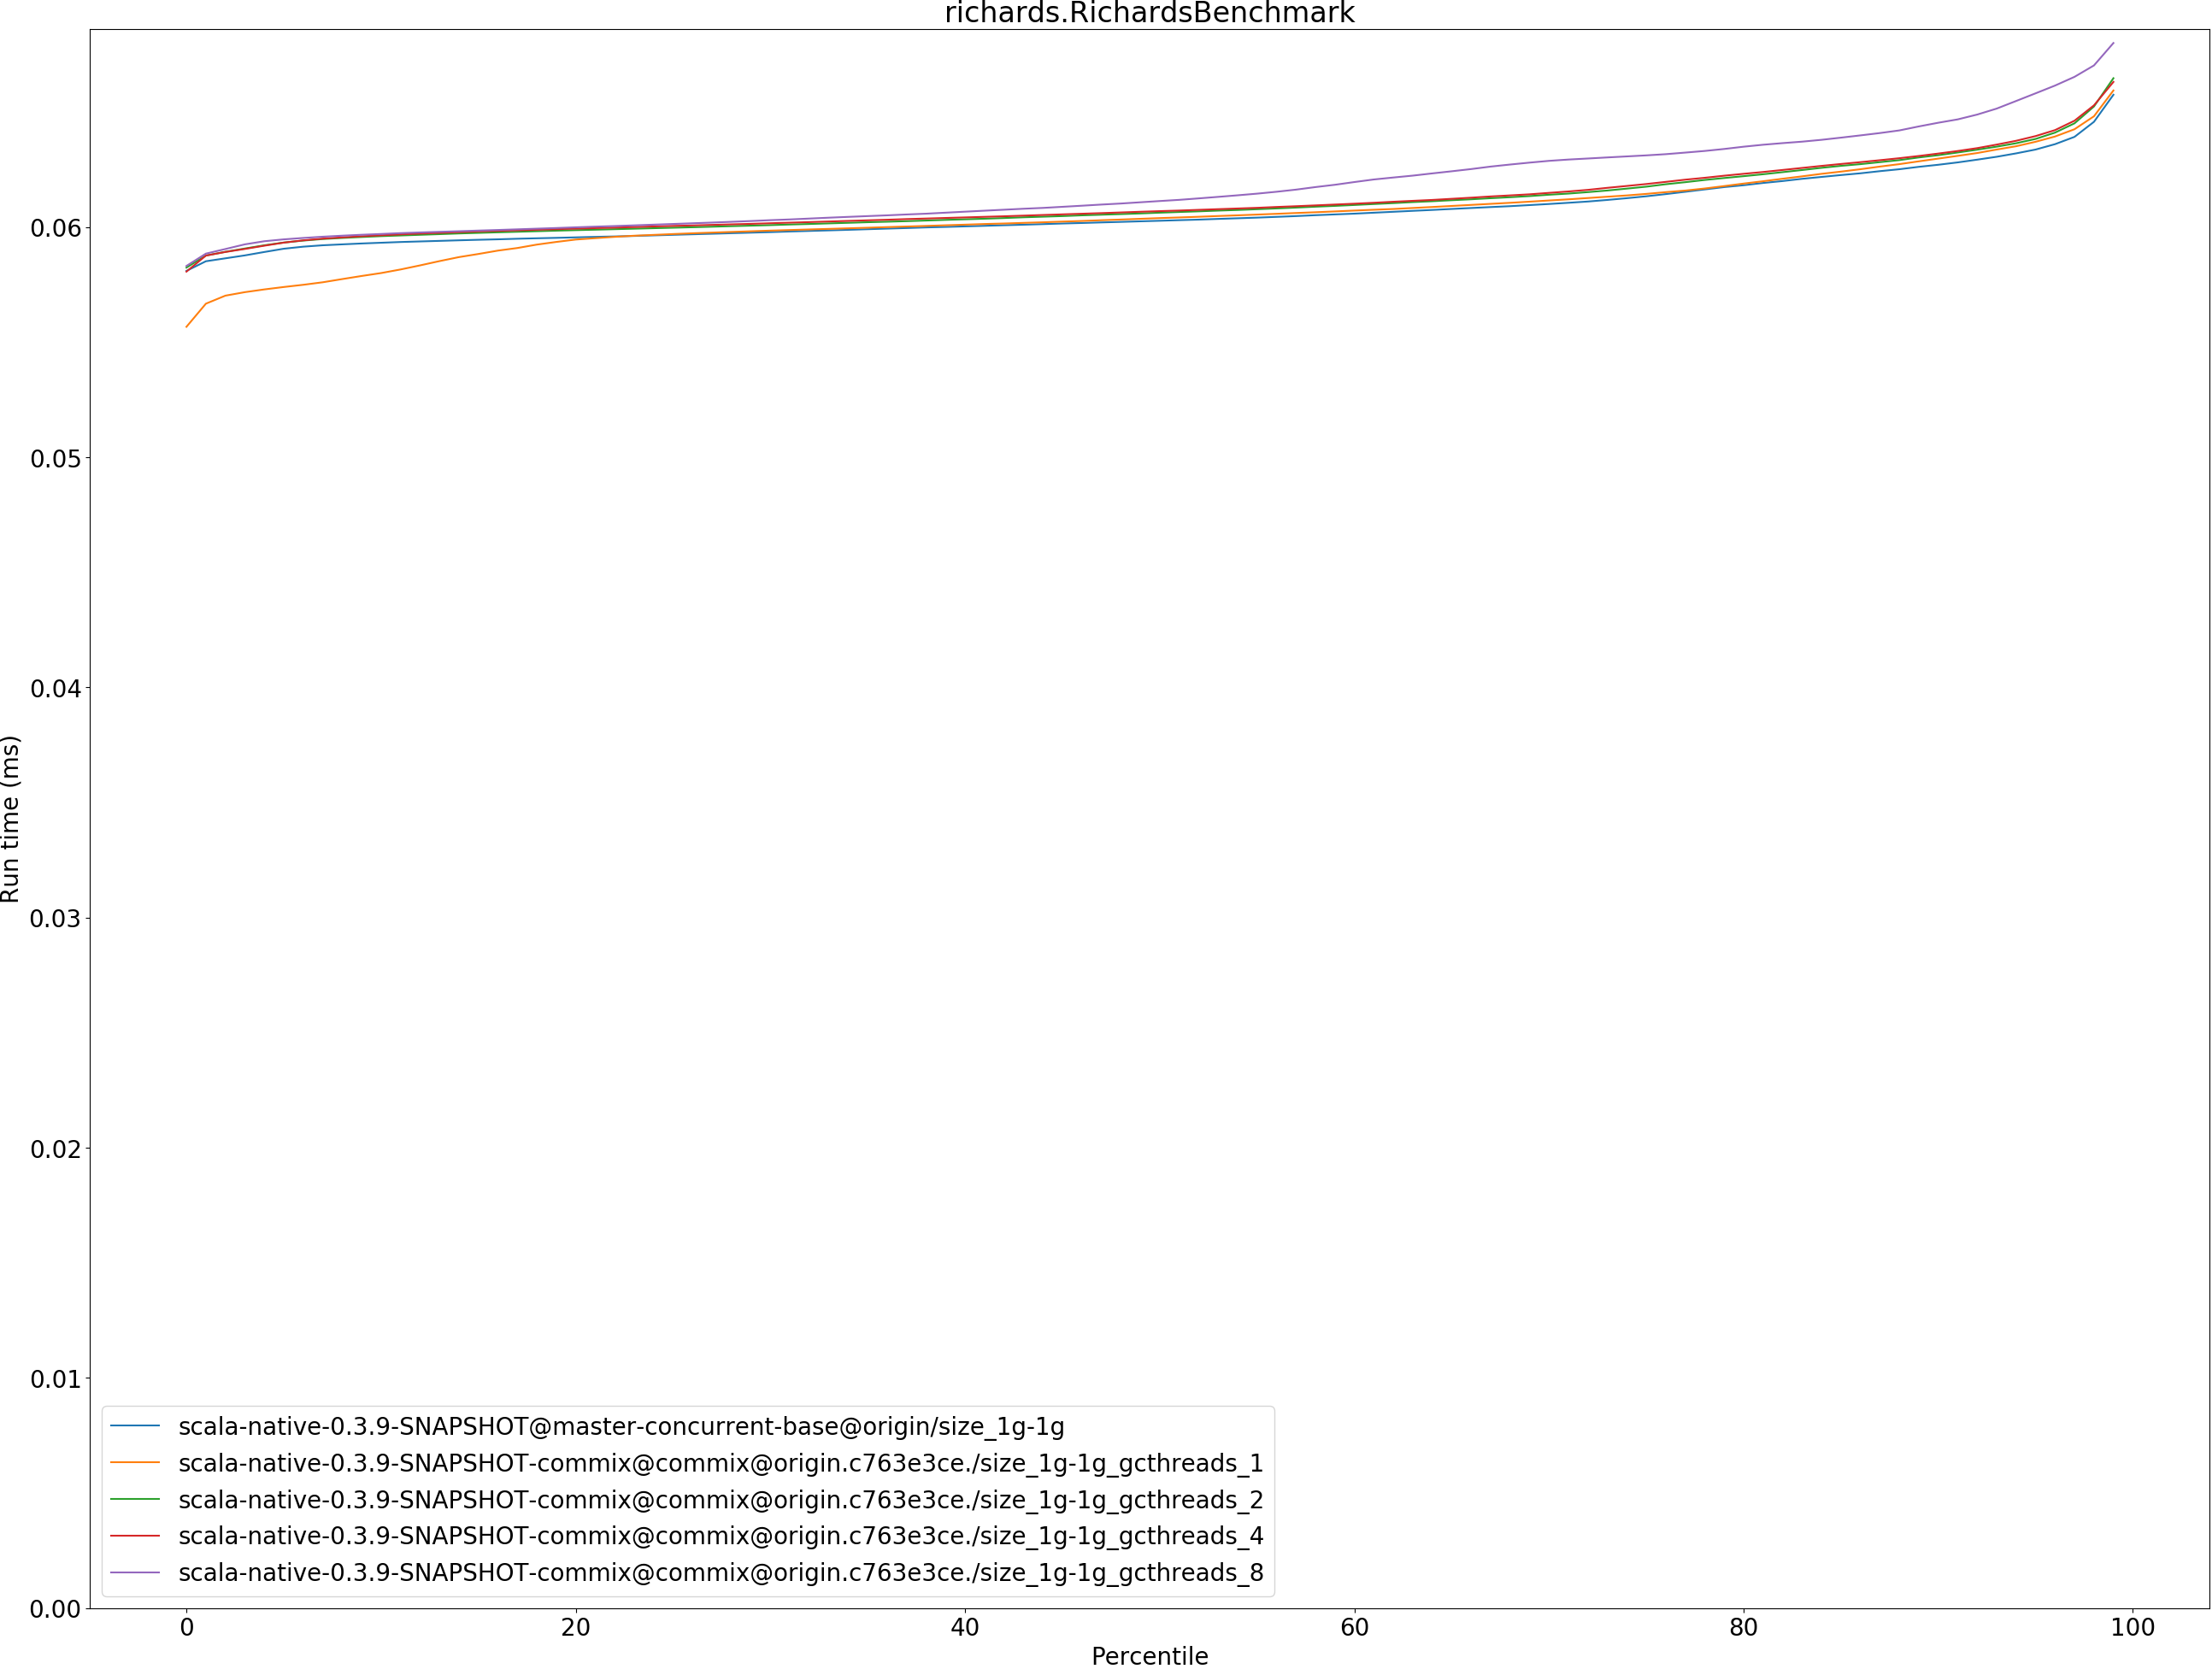 richards.RichardsBenchmark
Run time (ms)
0.06
0.05
0.04
0.03
0.02
0.01
0.00
scala-native-0.3.9-SNAPSHOT@master-concurrent-base@origin/size_1g-1g
scala-native-0.3.9-SNAPSHOT-commix@commix@origin.c763e3ce./size_1g-1g_gcthreads_1
scala-native-0.3.9-SNAPSHOT-commix@commix@origin.c763e3ce./size_1g-1g_gcthreads_2
scala-native-0.3.9-SNAPSHOT-commix@commix@origin.c763e3ce./size_1g-1g_gcthreads_4
scala-native-0.3.9-SNAPSHOT-commix@commix@origin.c763e3ce./size_1g-1g_gcthreads_8
0 20 40 60 80 100
Percentile